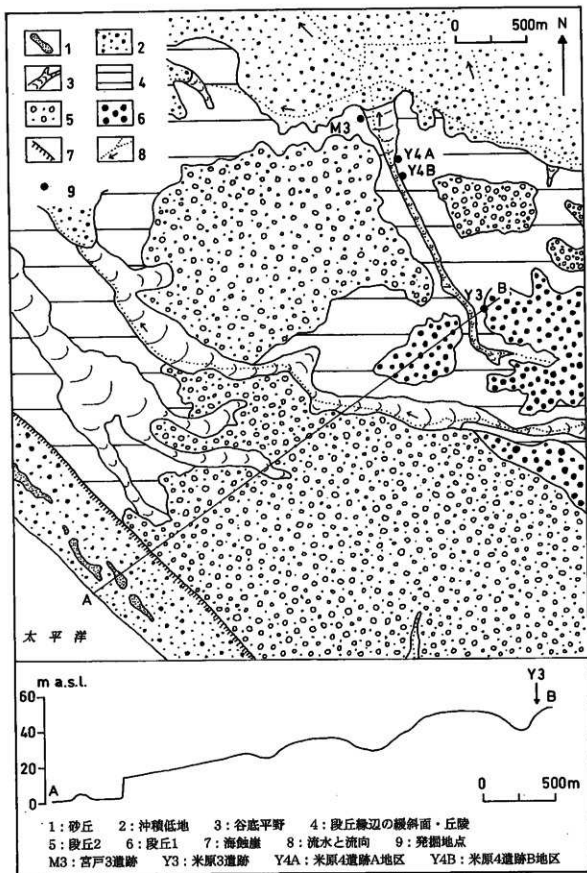 1
2
3
4
5
6
7
8
9
0
500m
N
M3
Y4A
Y4B
Y3
B
A
太平洋
m a.s.l.
60
40
20
0
A
Y3
B
0
500m
1：砂丘　2：沖積低地　3：谷底平野　4：段丘縁辺の緩斜面・丘陵
5：段丘2　6：段丘1　7：海蝕崖　8：流水と流向　9：発掘地点
M3：宮戸3遺跡　Y3：米原3遺跡　Y4A：米原4遺跡A地区　Y4B：米原4遺跡B地区